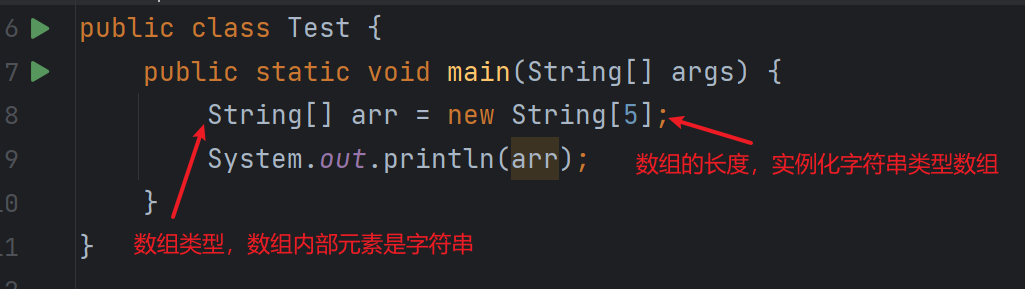 6 public class Test {
7 public static void main(String[] args) {
8 String[] arr = new String[5];
9 System.out.println(arr);
数组的长度，实例化字符串类型数组
10 }
11 }
数组类型，数组内部元素是字符串